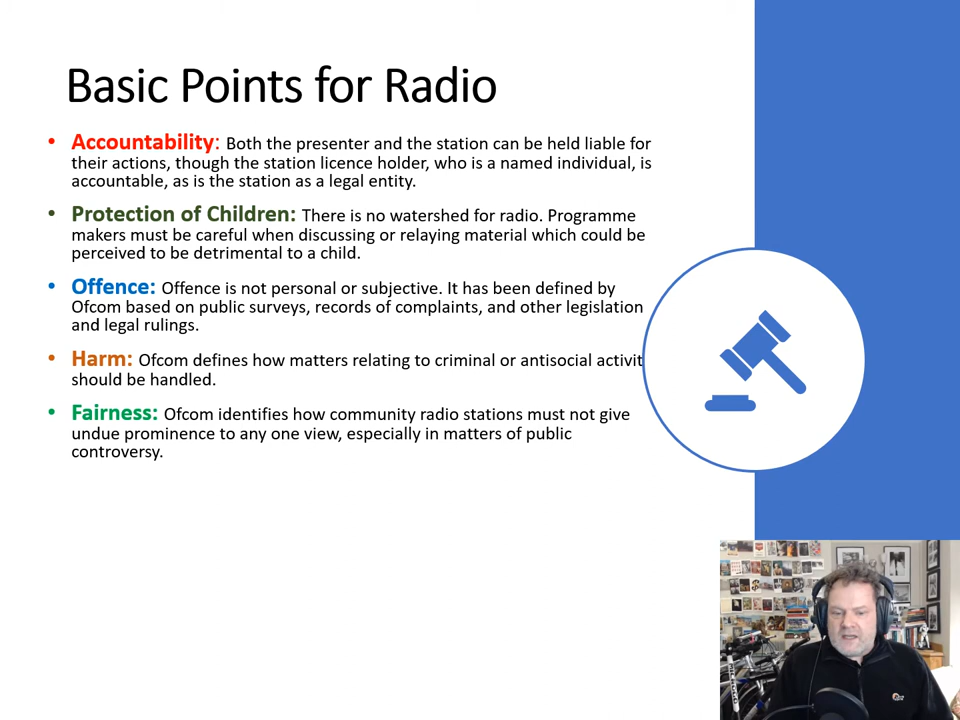 Basic Points for Radio
• Accountability: Both the presenter and the station can be held liable for
their actions, though the station licence holder, who is a named individual, is
accountable, as is the station as a legal entity.
• Protection of Children: There is no watershed for radio. Programme
makers must be careful when discussing or relaying material which could be
perceived to be detrimental to a child.
• Offence: Offence is not personal or subjective. It has been defined by
Ofcom based on public surveys, records of complaints, and other legislation
and legal rulings.
• Harm: Ofcom defines how matters relating to criminal or antisocial activit
should be handled.
• Fairness: Ofcom identifies how community radio stations must not give
undue prominence to any one view, especially in matters of public
controversy.